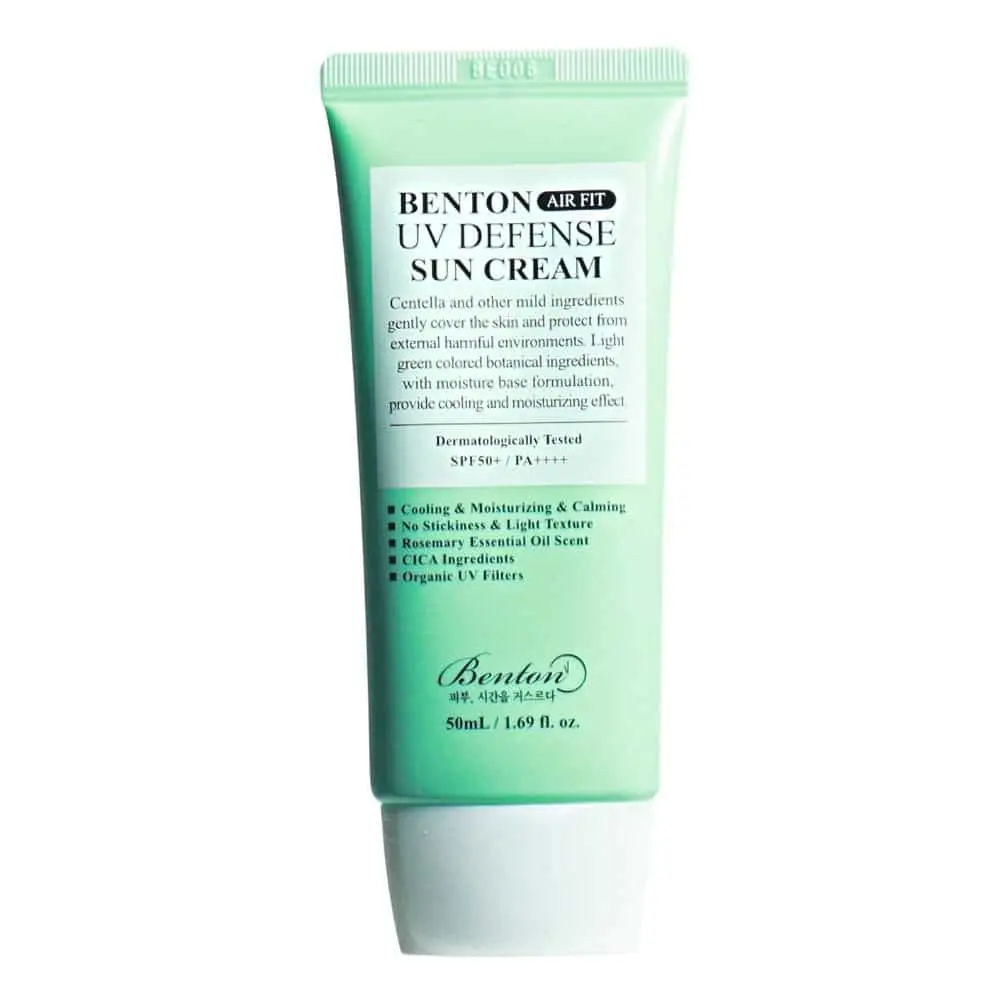 BE006
BENTON AIR FIT
UV DEFENSE
SUN CREAM
Centella and other mild ingredients
gently cover the skin and protect from
external harmful environments. Light
green colored botanical ingredients,
with moisture base formulation,
provide cooling and moisturizing effect.
Dermatologically Tested
SPF50+ / PA++++
■ Cooling & Moisturizing & Calming
■ No Stickiness & Light Texture
■ Rosemary Essential Oil Scent
■ CICA Ingredients
■ Organic UV Filters
Benton
피부, 시간을 거스르다
50mL / 1.69 fl. oz.